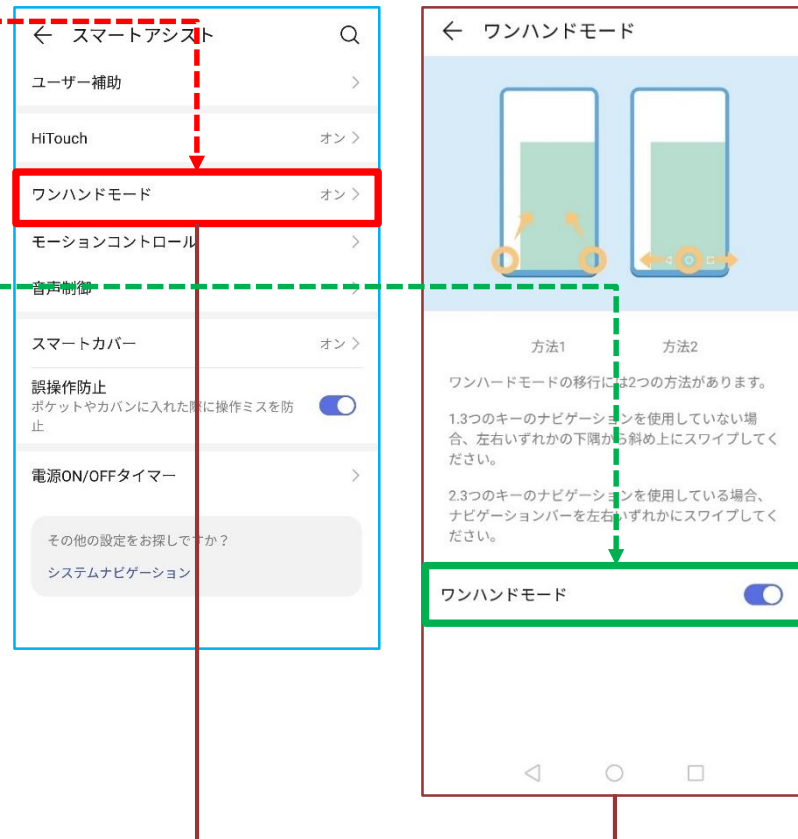 スマートアシスト
ユーザー補助
HiTouch オン
ワンハンドモード オン
モーションコントロール
音声制御
スマートカバー オン
誤操作防止
ポケットやカバンに入れた際に操作ミスを防
止
電源ON/OFFタイマー
その他の設定をお探しですか？
システムナビゲーション
ワンハンドモード
方法1 方法2
ワンハードモードの移行には2つの方法があります。
1.3つのキーのナビゲーションを使用していない場
合、左右いずれかの下隅から斜め上にスワイプしてく
ださい。
2.3つのキーのナビゲーションを使用している場合、
ナビゲーションバーを左右いずれかにスワイプしてく
ださい。
ワンハンドモード